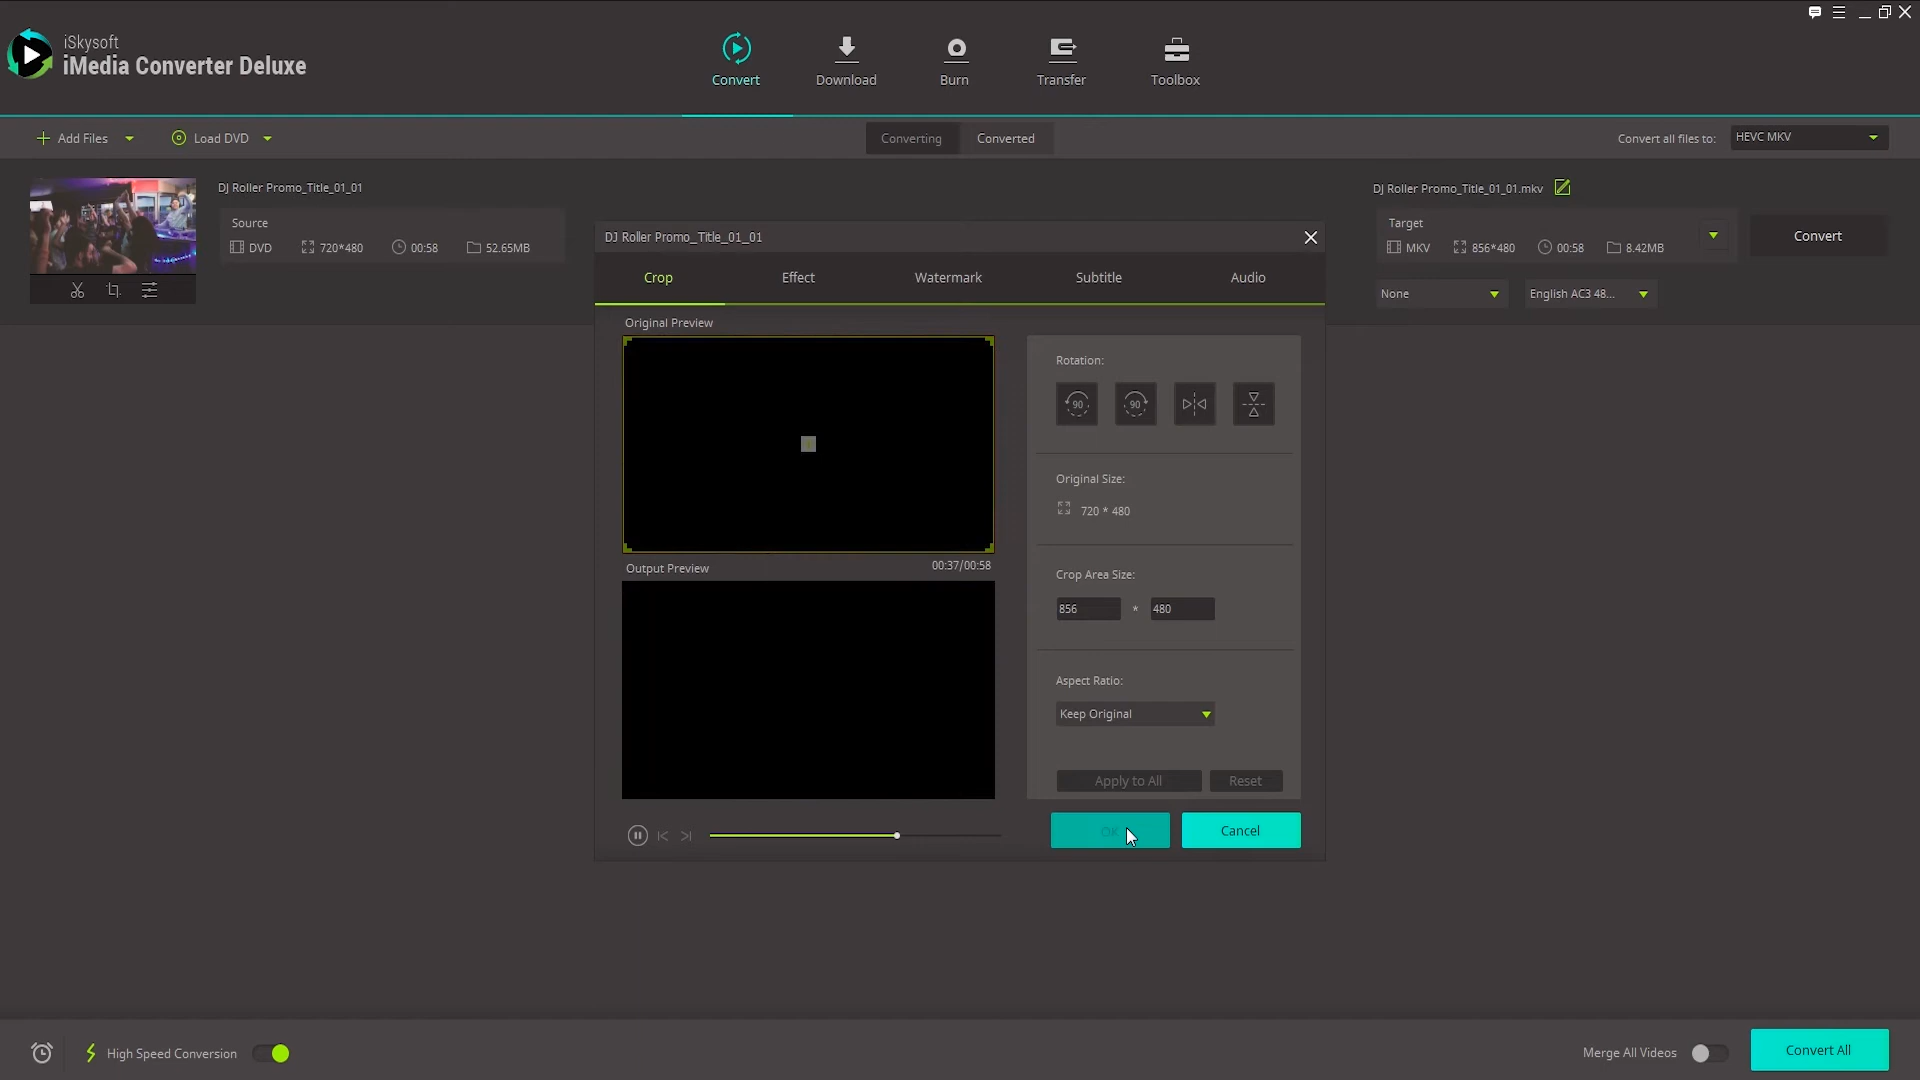 iSkysoft
iMedia Converter Deluxe
Convert
Download
Burn
Transfer
Toolbox
Add Files
Load DVD
Converting
Converted
Convert all files to:
HEVC MKV
DJ Roller Promo_Title_01_01
Source
DVD
720*480
00:58
52.65MB
DJ Roller Promo_Title_01_01.mkv
Target
MKV
856*480
00:58
8.42MB
Convert
None
English AC3 48...
DJ Roller Promo_Title_01_01
Crop
Effect
Watermark
Subtitle
Audio
Original Preview
Output Preview
00:37/00:58
Rotation:
90
90
Original Size:
720 * 480
Crop Area Size:
856 * 480
Aspect Ratio:
Keep Original
Apply to All
Reset
OK
Cancel
High Speed Conversion
Merge All Videos
Convert All